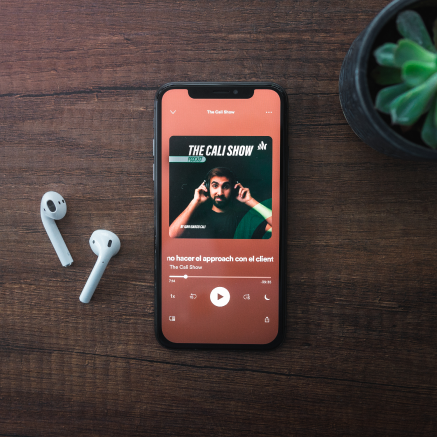 The Cali Show
THE CALI SHOW
PODCAST
no hacer el approach con el client
The Cali Show
1x